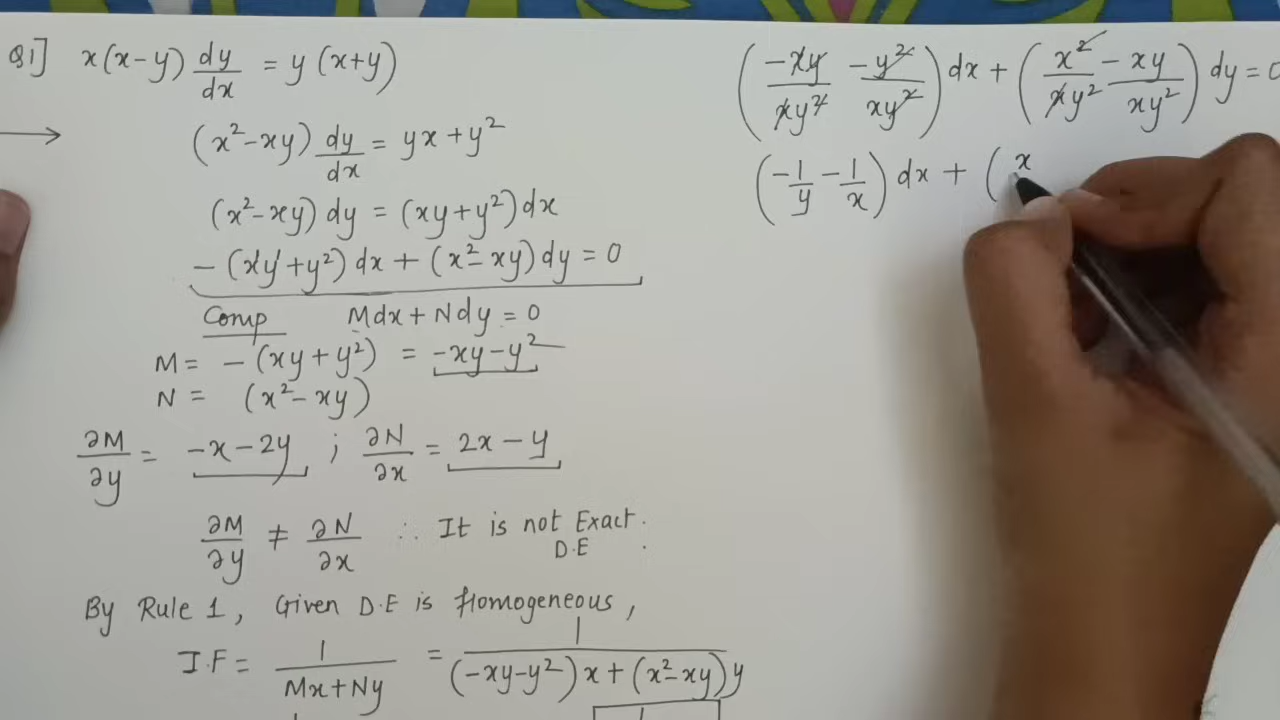 Q1] x(x-y) dy/dx = y(x+y)
(x²-xy) dy/dx = yx+y²
(x²-xy) dy = (xy+y²)dx
-(xy+y²) dx + (x²-xy) dy = 0
Comp Mdx + Ndy = 0
M = -(xy+y²) = -xy-y²
N = (x²-xy)
∂M/∂y = -x-2y ; ∂N/∂x = 2x-y
∂M/∂y ≠ ∂N/∂x ∴ It is not Exact.
D.E
By Rule 1, Given D.E is Homogeneous,
I.F = 1/(Mx+Ny) = 1/((-xy-y²)x+(x²-xy)y)
(-xy/xy² -y²/xy²) dx + (x²/xy² - xy/xy²) dy = 0
(-1/y - 1/x) dx + (x